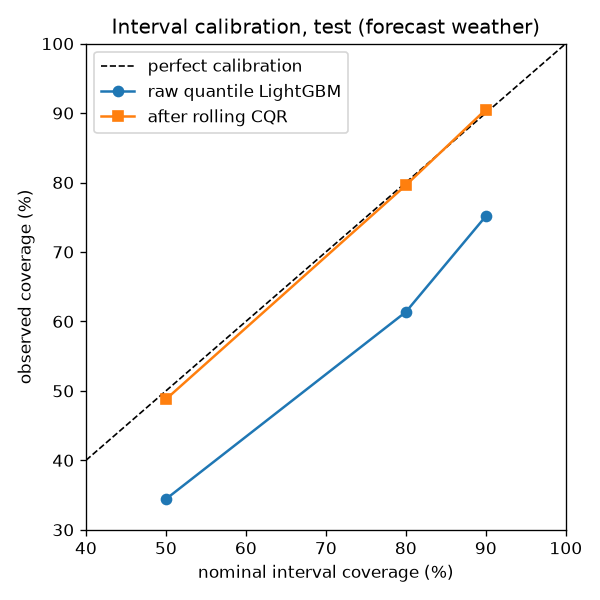 Interval calibration, test (forecast weather)
perfect calibration
raw quantile LightGBM
after rolling CQR
observed coverage (%)
100
90
80
70
60
50
40
30
40 50 60 70 80 90 100
nominal interval coverage (%)